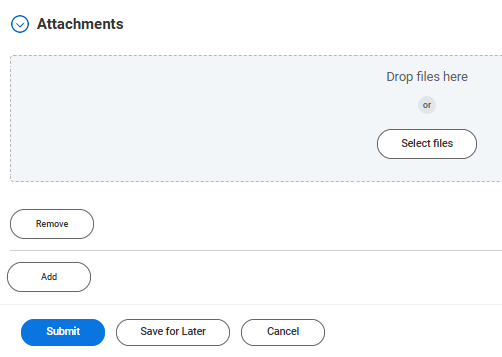 Attachments
Drop files here
or
Select files
Remove
Add
Submit Save for Later Cancel